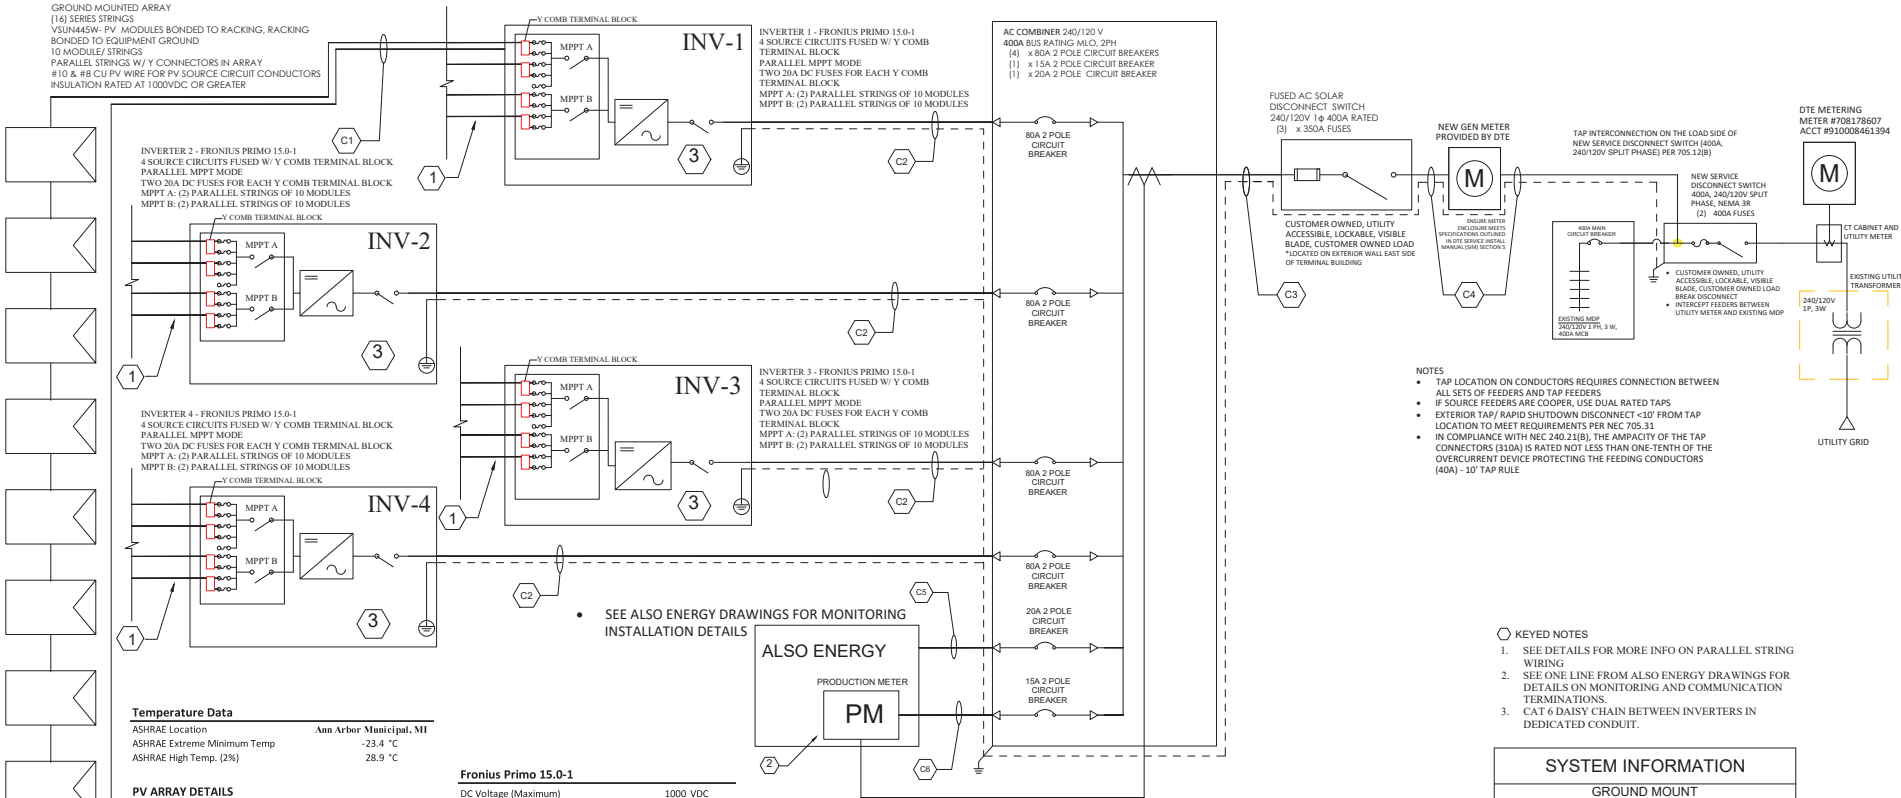 GROUND MOUNTED ARRAY
(16) SERIES STRINGS
VSUN445W- PV MODULES BONDED TO RACKING, RACKING
BONDED TO EQUIPMENT GROUND
10 MODULE/ STRINGS
PARALLEL STRINGS W/ Y CONNECTORS IN ARRAY
#10 & #8 CU PV WIRE FOR PV SOURCE CIRCUIT CONDUCTORS
INSULATION RATED AT 1000VDC OR GREATER
C1
Y COMB TERMINAL BLOCK
MPPT A
MPPT B
INV-1
3
1
INVERTER 1 - FRONIUS PRIMO 15.0-1
4 SOURCE CIRCUITS FUSED W/ Y COMB
TERMINAL BLOCK
PARALLEL MPPT MODE
TWO 20A DC FUSES FOR EACH Y COMB
TERMINAL BLOCK
MPPT A: (2) PARALLEL STRINGS OF 10 MODULES
MPPT B: (2) PARALLEL STRINGS OF 10 MODULES
C2
INVERTER 2 - FRONIUS PRIMO 15.0-1
4 SOURCE CIRCUITS FUSED W/ Y COMB TERMINAL BLOCK
PARALLEL MPPT MODE
TWO 20A DC FUSES FOR EACH Y COMB TERMINAL BLOCK
MPPT A: (2) PARALLEL STRINGS OF 10 MODULES
MPPT B: (2) PARALLEL STRINGS OF 10 MODULES
Y COMB TERMINAL BLOCK
MPPT A
MPPT B
INV-2
3
1
C2
Y COMB TERMINAL BLOCK
MPPT A
MPPT B
INV-3
3
1
INVERTER 3 - FRONIUS PRIMO 15.0-1
4 SOURCE CIRCUITS FUSED W/ Y COMB
TERMINAL BLOCK
PARALLEL MPPT MODE
TWO 20A DC FUSES FOR EACH Y COMB
TERMINAL BLOCK
MPPT A: (2) PARALLEL STRINGS OF 10 MODULES
MPPT B: (2) PARALLEL STRINGS OF 10 MODULES
C2
INVERTER 4 - FRONIUS PRIMO 15.0-1
4 SOURCE CIRCUITS FUSED W/ Y COMB TERMINAL BLOCK
PARALLEL MPPT MODE
TWO 20A DC FUSES FOR EACH Y COMB TERMINAL BLOCK
MPPT A: (2) PARALLEL STRINGS OF 10 MODULES
MPPT B: (2) PARALLEL STRINGS OF 10 MODULES
Y COMB TERMINAL BLOCK
MPPT A
MPPT B
INV-4
3
1
C2
AC COMBINER 240/120 V
400A BUS RATING MLO, 2PH
(4) x 80A 2 POLE CIRCUIT BREAKERS
(1) x 15A 2 POLE CIRCUIT BREAKER
(1) x 20A 2 POLE CIRCUIT BREAKER
80A 2 POLE
CIRCUIT
BREAKER
80A 2 POLE
CIRCUIT
BREAKER
80A 2 POLE
CIRCUIT
BREAKER
80A 2 POLE
CIRCUIT
BREAKER
20A 2 POLE
CIRCUIT
BREAKER
15A 2 POLE
CIRCUIT
BREAKER
• SEE ALSO ENERGY DRAWINGS FOR MONITORING
INSTALLATION DETAILS
ALSO ENERGY
PRODUCTION METER
PM
2
C5
C6
FUSED AC SOLAR
DISCONNECT SWITCH
240/120V 1ϕ 400A RATED
(3) x 350A FUSES
CUSTOMER OWNED, UTILITY
ACCESSIBLE, LOCKABLE, VISIBLE
BLADE, CUSTOMER OWNED LOAD
*LOCATED ON EXTERIOR WALL EAST SIDE
OF TERMINAL BUILDING
C3
NEW GEN METER
PROVIDED BY DTE
M
ENSURE METER
ENCLOSURE MEETS
SPECIFICATIONS OUTLINED
IN DTE SERVICE INSTALL
MANUAL (SIM) SECTION 5
C4
TAP INTERCONNECTION ON THE LOAD SIDE OF
NEW SERVICE DISCONNECT SWITCH (400A,
240/120V SPLIT PHASE) PER 705.12(B)
NEW SERVICE
DISCONNECT SWITCH
400A, 240/120V SPLIT
PHASE, NEMA 3R
(2) 400A FUSES
400A MAIN
CIRCUIT BREAKER
EXISTING MDP
240/120V 1 PH, 3 W,
400A MCB
• CUSTOMER OWNED, UTILITY
ACCESSIBLE, LOCKABLE, VISIBLE
BLADE, CUSTOMER OWNED LOAD
BREAK DISCONNECT
• INTERCEPT FEEDERS BETWEEN
UTILITY METER AND EXISTING MDP
DTE METERING
METER #708178607
ACCT #910008461394
M
CT CABINET AND
UTILITY METER
EXISTING UTILIT
TRANSFORMER
240/120V
1P, 3W
UTILITY GRID
NOTES
• TAP LOCATION ON CONDUCTORS REQUIRES CONNECTION BETWEEN
ALL SETS OF FEEDERS AND TAP FEEDERS
• IF SOURCE FEEDERS ARE COOPER, USE DUAL RATED TAPS
• EXTERIOR TAP/ RAPID SHUTDOWN DISCONNECT <10' FROM TAP
LOCATION TO MEET REQUIREMENTS PER NEC 705.31
• IN COMPLIANCE WITH NEC 240.21(B), THE AMPACITY OF THE TAP
CONNECTORS (310A) IS RATED NOT LESS THAN ONE-TENTH OF THE
OVERCURRENT DEVICE PROTECTING THE FEEDING CONDUCTORS
(40A) - 10' TAP RULE
KEYED NOTES
1. SEE DETAILS FOR MORE INFO ON PARALLEL STRING
WIRING
2. SEE ONE LINE FROM ALSO ENERGY DRAWINGS FOR
DETAILS ON MONITORING AND COMMUNICATION
TERMINATIONS.
3. CAT 6 DAISY CHAIN BETWEEN INVERTERS IN
DEDICATED CONDUIT.
Temperature Data
ASHRAE Location Ann Arbor Municipal, MI
ASHRAE Extreme Minimum Temp -23.4 °C
ASHRAE High Temp. (2%) 28.9 °C
PV ARRAY DETAILS
Fronius Primo 15.0-1
DC Voltage (Maximum) 1000 VDC
SYSTEM INFORMATION
GROUND MOUNT